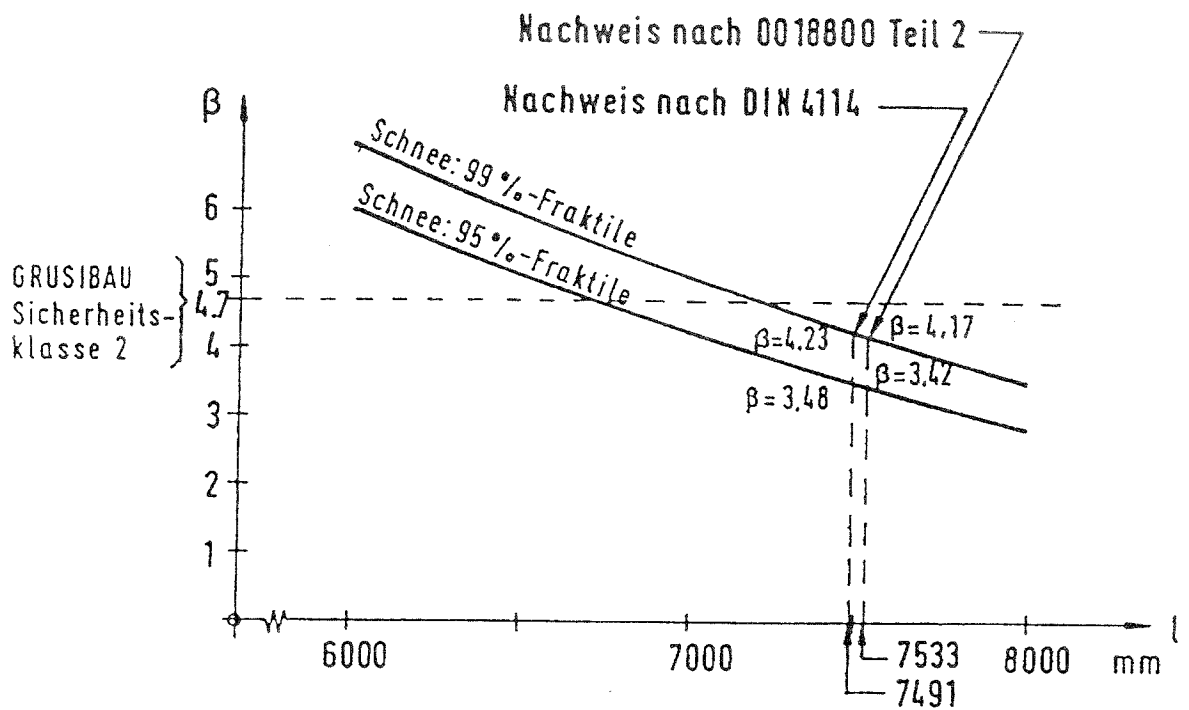 Nachweis nach 0018800 Teil 2
Nachweis nach DIN 4114
β
Schnee: 99 %-Fraktile
Schnee: 95 %-Fraktile
6
5
4.7
4
3
2
1
GRUSIBAU
Sicherheits-
klasse 2
β=4.23
β=4.17
β=3.42
β=3.48
6000
7000
7533
7491
8000
mm
l